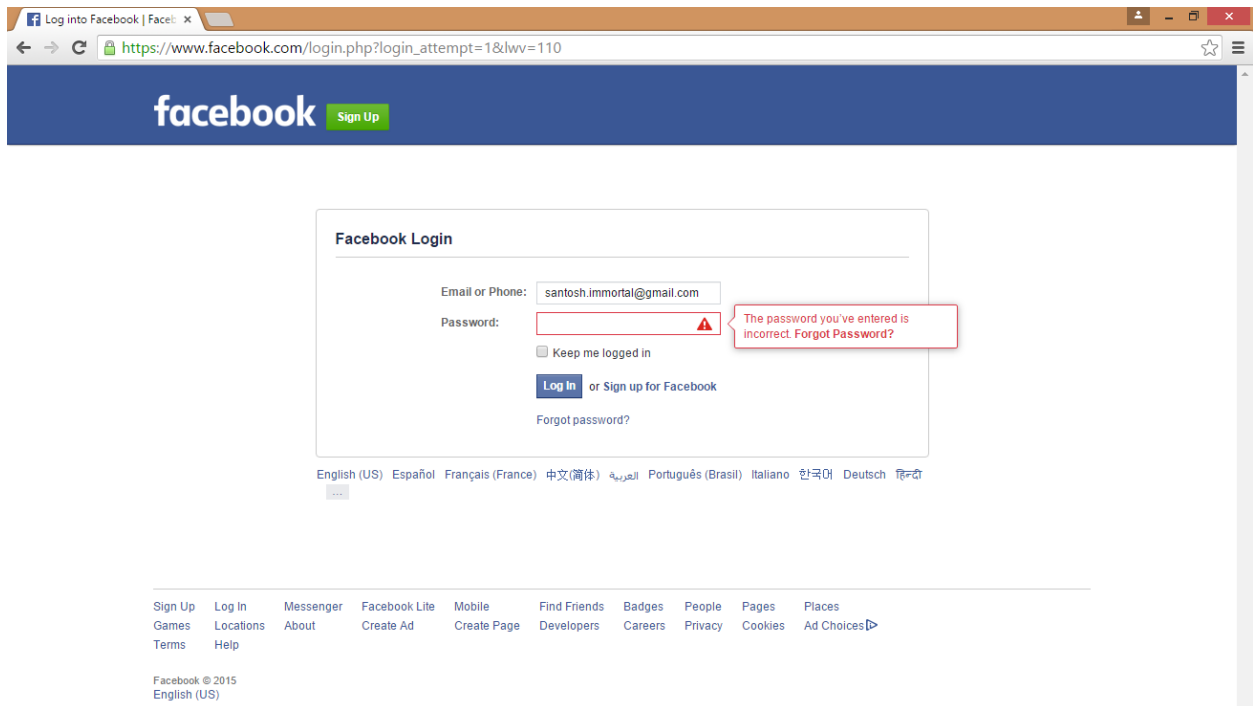 Log into Facebook | Faceb
https://www.facebook.com/login.php?login_attempt=1&lwv=110
facebook Sign Up
Facebook Login
Email or Phone: santosh.immortal@gmail.com
Password:
The password you've entered is
incorrect. Forgot Password?
Keep me logged in
Log In or Sign up for Facebook
Forgot password?
English (US) Español Français (France) 中文(简体) العربية Português (Brasil) Italiano 한국어 Deutsch हिन्दी
...
Sign Up Log In Messenger Facebook Lite Mobile Find Friends Badges People Pages Places
Games Locations About Create Ad Create Page Developers Careers Privacy Cookies Ad Choices
Terms Help
Facebook © 2015
English (US)